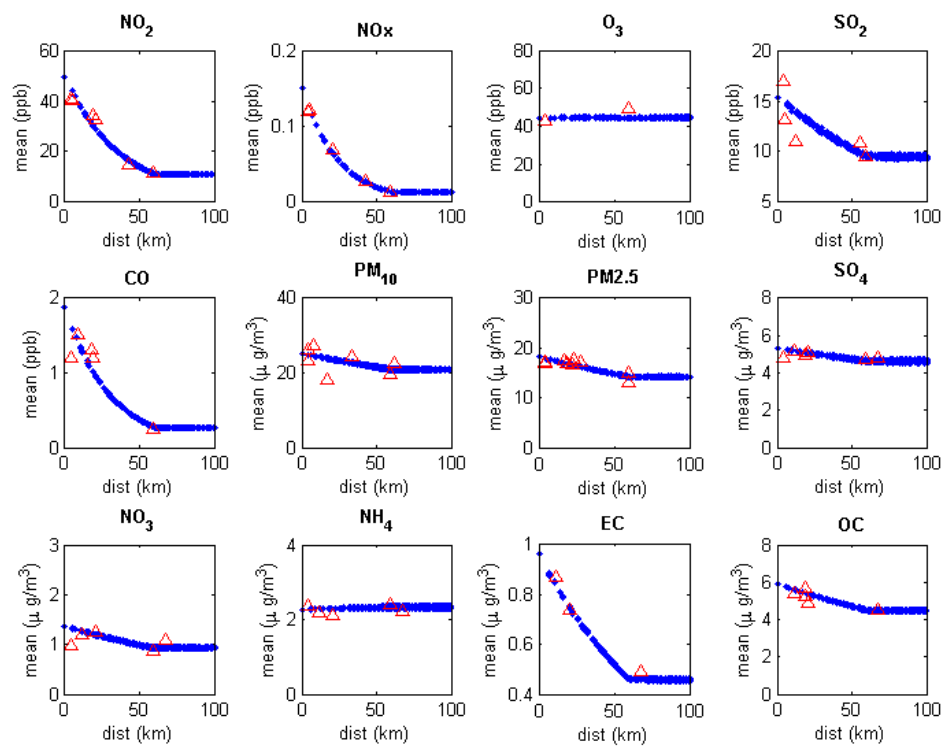 NO2 NOx O3 SO2
60 0.2 80 20
40 60 15
mean (ppb) mean (ppb) mean (ppb) mean (ppb)
0.1 40
20 20 10
0 0 0 5
0 50 100 0 50 100 0 50 100 0 50 100
dist (km) dist (km) dist (km) dist (km)
CO PM10 PM2.5 SO4
2 40 30 8
mean (ppb) mean (μ g/m3) mean (μ g/m3) mean (μ g/m3)
20 6
1 20 4
10 2
0 0 0 0
0 50 100 0 50 100 0 50 100 0 50 100
dist (km) dist (km) dist (km) dist (km)
NO3 NH4 EC OC
3 4 1 8
mean (μ g/m3) mean (μ g/m3) mean (μ g/m3) mean (μ g/m3)
2 0.8 6
2 4
1 0.6 2
0 0 0.4 0
0 50 100 0 50 100 0 50 100 0 50 100
dist (km) dist (km) dist (km) dist (km)